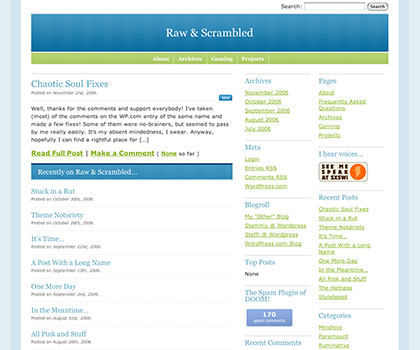 Search: Search
Raw & Scrambled
About Archives Gaming Projects
Chaotic Soul Fixes
Posted on November 2nd, 2006.
Well, thanks for the comments and support everybody! I've taken
(most) of the comments on the WP.com entry of the same name and
made a few fixes! Some of them were no-brainers, but seemed to pass
by me really easily. It's my absent mindedness, I swear. Anyway,
hopefully I can find a rightful place for [...]
Read Full Post | Make a Comment ( None so far )
Recently on Raw & Scrambled...
Stuck in a Rut
Posted on October 30th, 2006.
Theme Notoriety
Posted on October 29th, 2006.
It's Time...
Posted on September 22nd, 2006.
A Post With a Long Name
Posted on September 13th, 2006.
One More Day
Posted on September 2nd, 2006.
In the Meantime...
Posted on August 31st, 2006.
All Pink and Stuff
Posted on August 20th, 2006.
Archives
November 2006
October 2006
September 2006
August 2006
July 2006
Meta
Login
Entries RSS
Comments RSS
WordPress.com
Blogroll
My "Other" Blog
Stammy @ Wordpress
Steffi @ Wordpress
WordPress.com Blog
Top Posts
None
The Spam Plugin of
DOOM!
170
spam comments
Recent Comments
Pages
About
Frequently Asked
Questions
Archives
Gaming
Projects
I hear voices...
SEE ME
SPEAK
AT SXSWi
Recent Posts
Chaotic Soul Fixes
Stuck in a Rut
Theme Notoriety
It's Time...
A Post With a Long
Name
One More Day
In the Meantime...
All Pink and Stuff
The Hotness
Styleboost
Categories
Mindless
Paramount
Ruminative